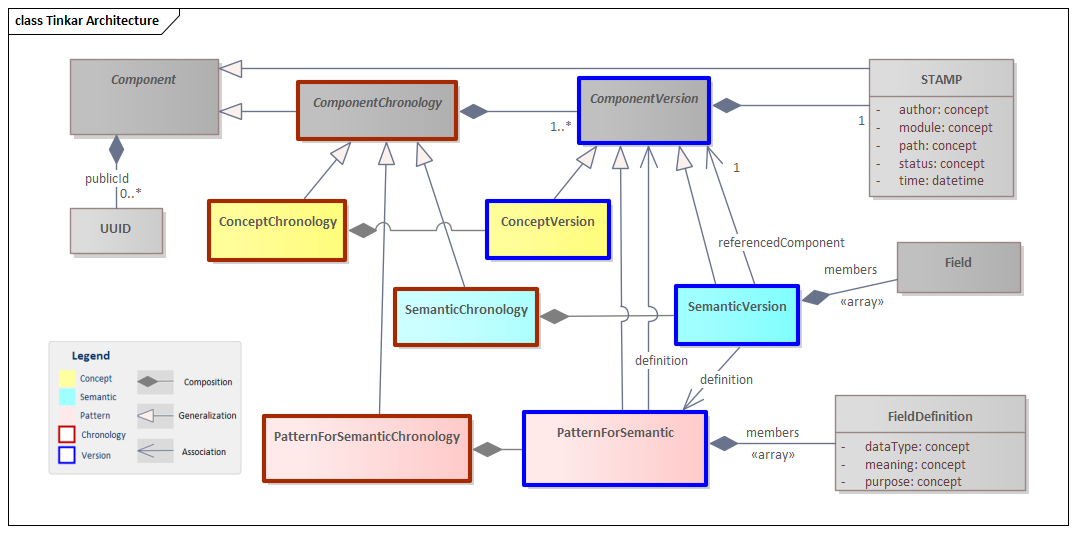 class Tinkar Architecture
Component
ComponentChronology
ComponentVersion
STAMP
- author: concept
- module: concept
- path: concept
- status: concept
- time: datetime
1..*
1
publicId
0..*
UUID
1
ConceptChronology
ConceptVersion
referencedComponent
Field
members
«array»
SemanticChronology
SemanticVersion
definition
definition
Legend
Concept
Semantic
Pattern
Chronology
Version
Composition
Generalization
Association
PatternForSemanticChronology
PatternForSemantic
members
«array»
FieldDefinition
- dataType: concept
- meaning: concept
- purpose: concept